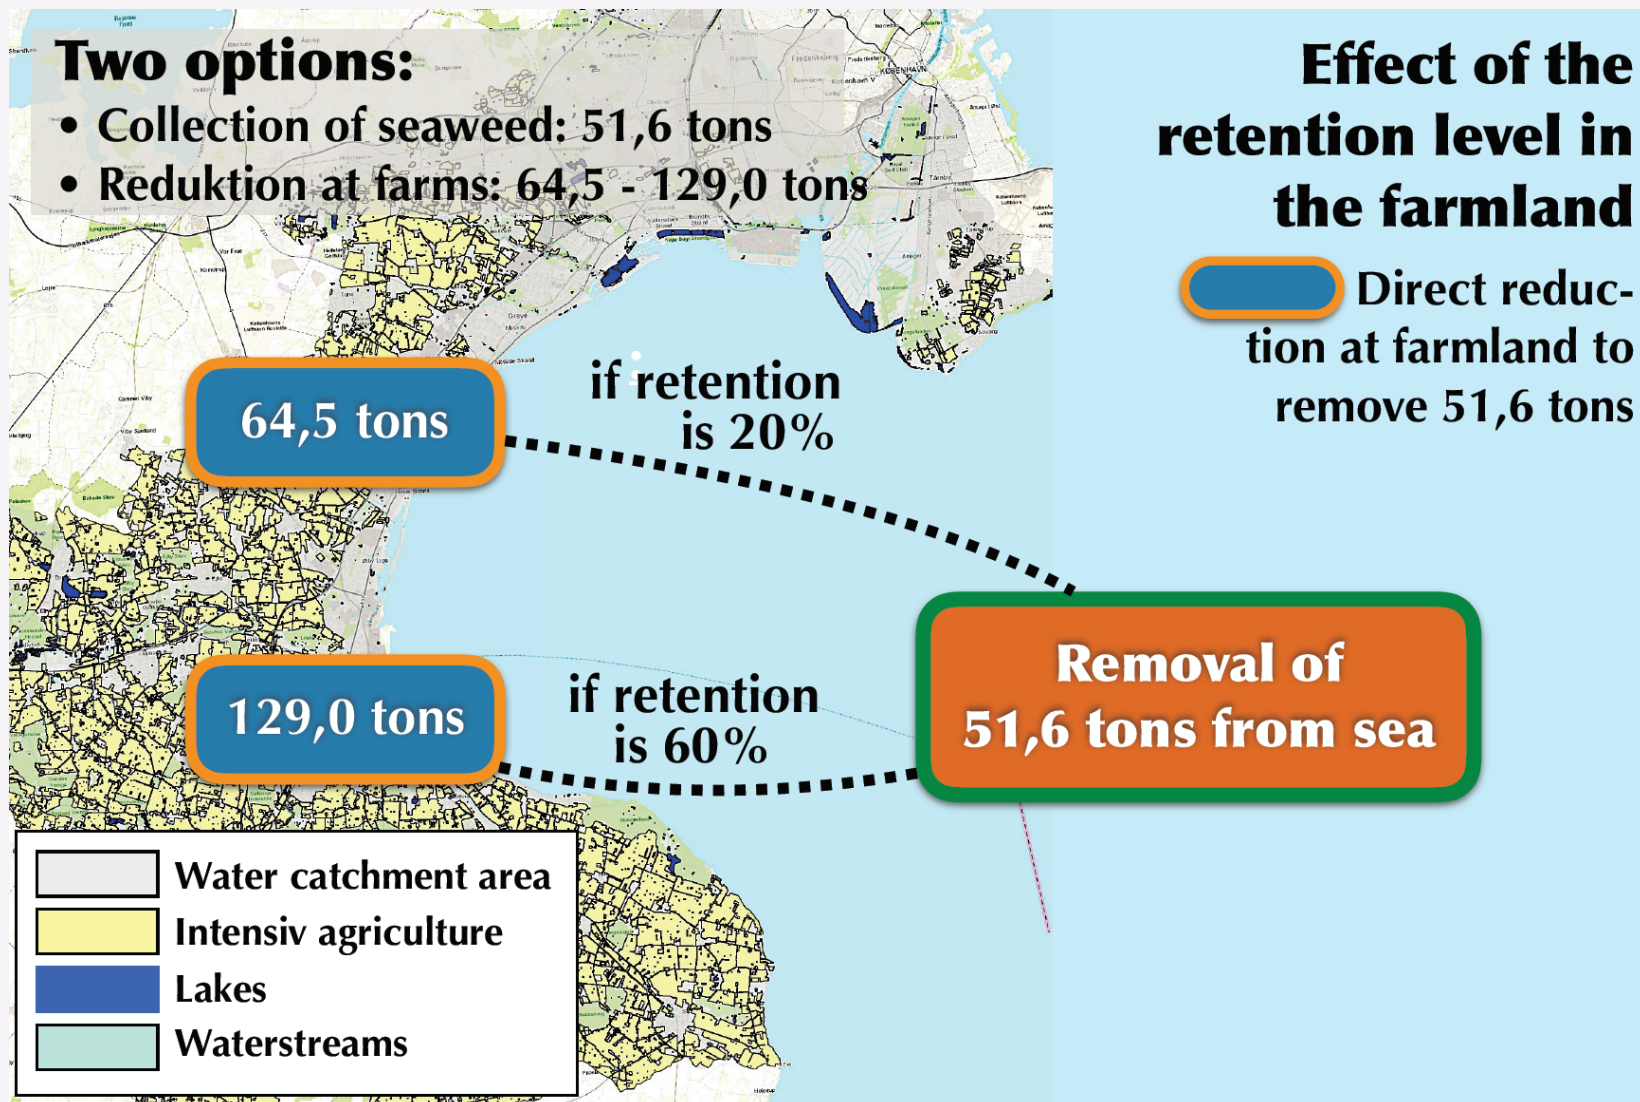 Two options:
• Collection of seaweed: 51,6 tons
• Reduktion at farms: 64,5 - 129,0 tons
Effect of the
retention level in
the farmland
Direct reduc-
tion at farmland to
remove 51,6 tons
KØBENHAVN
Tårnby
Greve
if retention
is 20%
64,5 tons
if retention
is 60%
129,0 tons
Removal of
51,6 tons from sea
Water catchment area
Intensiv agriculture
Lakes
Waterstreams